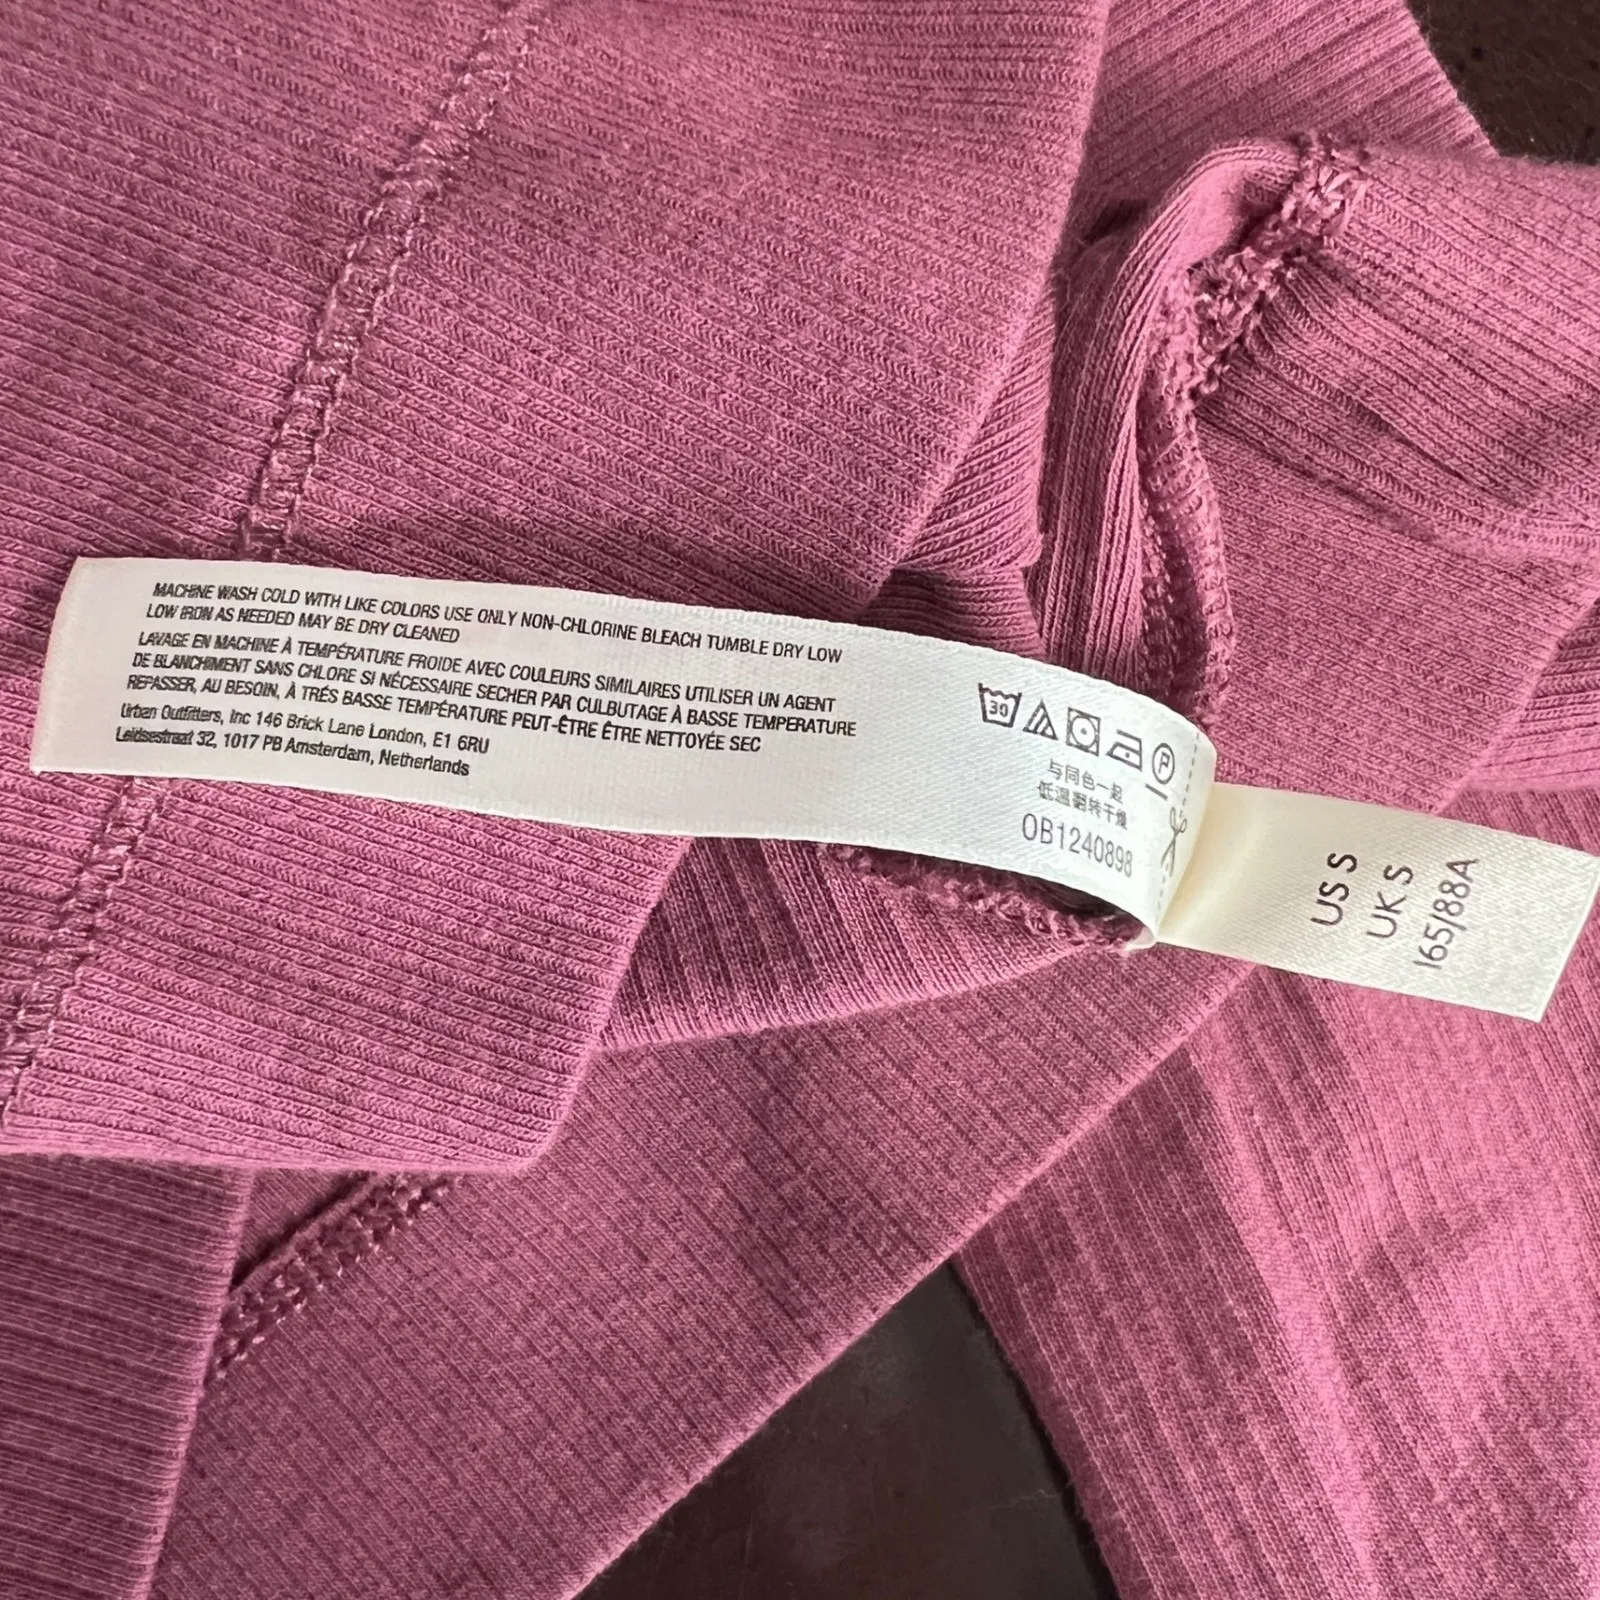 MACHINE WASH COLD WITH LIKE COLORS USE ONLY NON-CHLORINE BLEACH TUMBLE DRY LOW
LOW IRON AS NEEDED MAY BE DRY CLEANED
LAVAGE EN MACHINE À TEMPÉRATURE FROIDE AVEC COULEURS SIMILAIRES UTILISER UN AGENT
DE BLANCHIMENT SANS CHLORE SI NÉCESSAIRE SECHER PAR CULBUTAGE À BASSE TEMPERATURE
REPASSER, AU BESOIN, À TRÉS BASSE TEMPÉRATURE PEUT-ÊTRE ÊTRE NETTOYÉE SEC
Urban Outfitters, Inc 146 Brick Lane London, E1 6RU
Leidsestraat 32, 1017 PB Amsterdam, Netherlands
30 P
与同色一起
低温翻转干燥
OB1240898
US S
UK S
165/88A